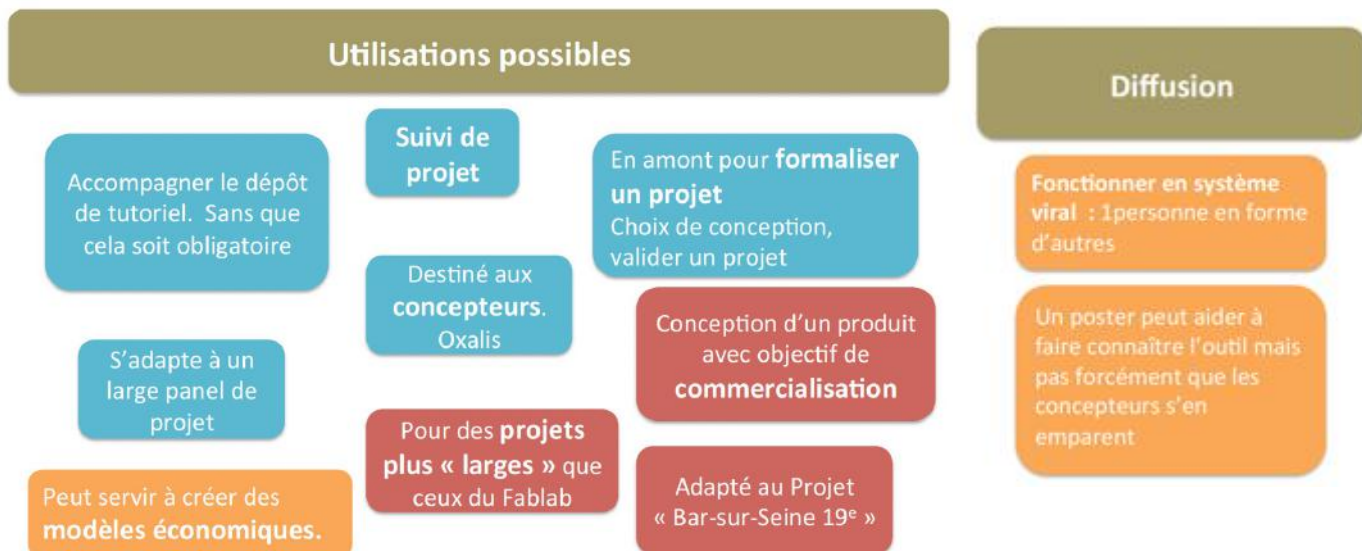 Utilisations possibles
Accompagner le dépôt
de tutoriel. Sans que
cela soit obligatoire
Suivi de
projet
En amont pour formaliser
un projet
Choix de conception,
valider un projet
Destiné aux
concepteurs.
Oxalis
S’adapte à un
large panel de
projet
Conception d’un produit
avec objectif de
commercialisation
Pour des projets
plus « larges » que
ceux du Fablab
Peut servir à créer des
modèles économiques.
Adapté au Projet
« Bar-sur-Seine 19e »
Diffusion
Fonctionner en système
viral : 1personne en forme
d’autres
Un poster peut aider à
faire connaître l’outil mais
pas forcément que les
concepteurs s’en
emparent